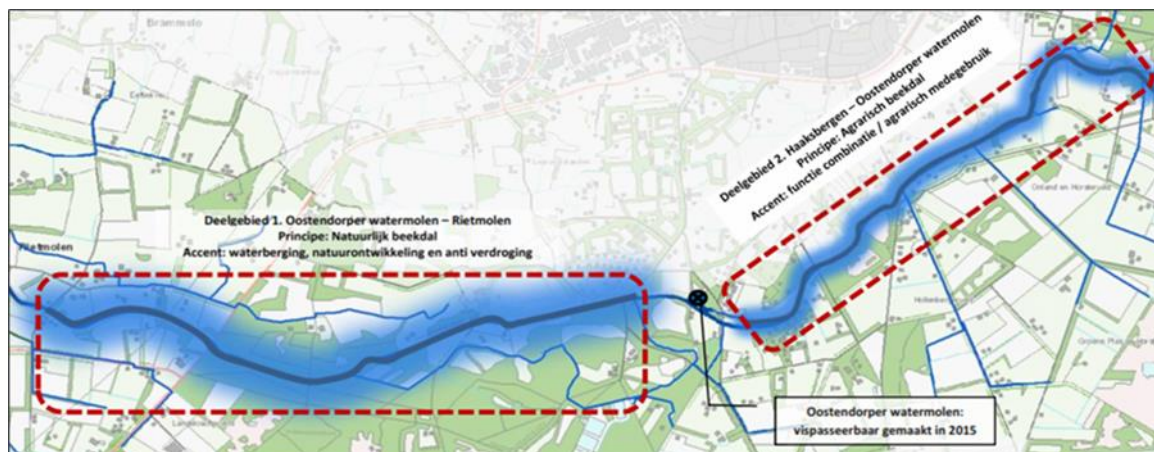 Brammelo
Deelgebied 2. Haaksbergen – Oostendorper watermolen
Principe: Agrarisch beekdal
Accent: functie combinatie / agrarisch medegebruik
Deelgebied 1. Oostendorper watermolen – Rietmolen
Principe: Natuurlijk beekdal
Accent: waterberging, natuurontwikkeling en anti verdroging
Rietmolen
Oostendorper watermolen:
vispasseerbaar gemaakt in 2015